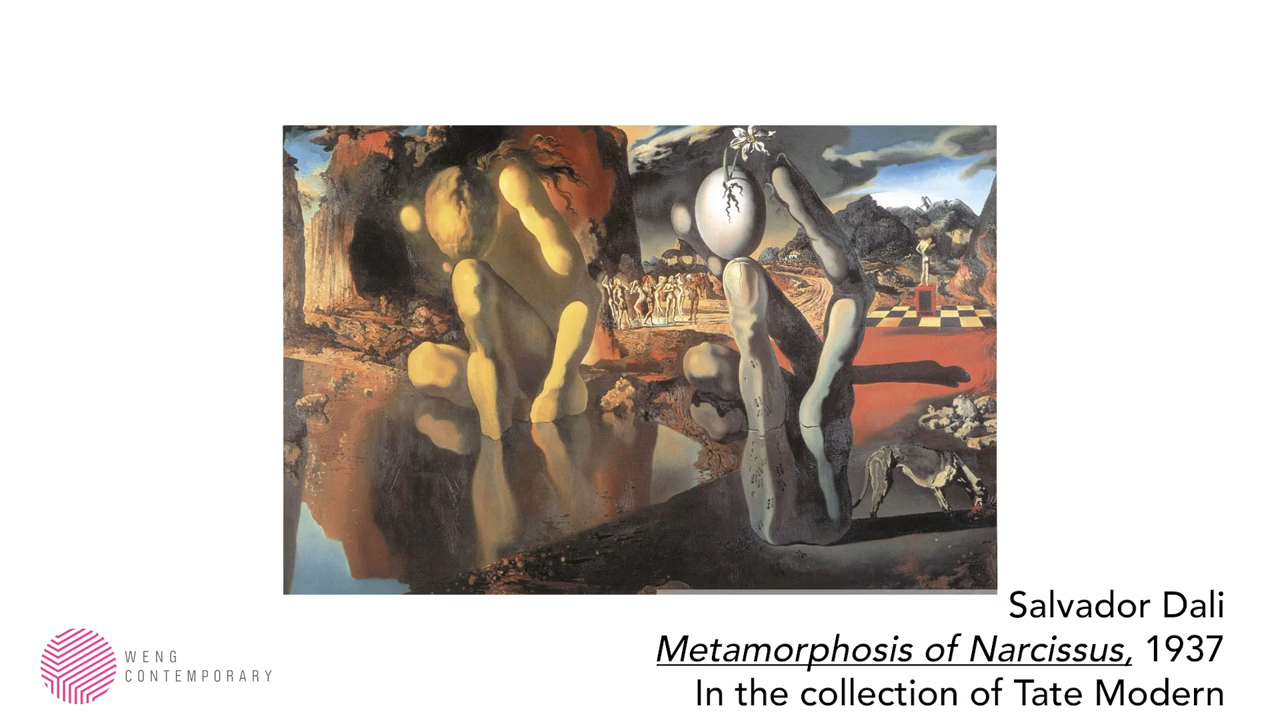 Salvador Dali
Metamorphosis of Narcissus, 1937
In the collection of Tate Modern
WENG
CONTEMPORARY